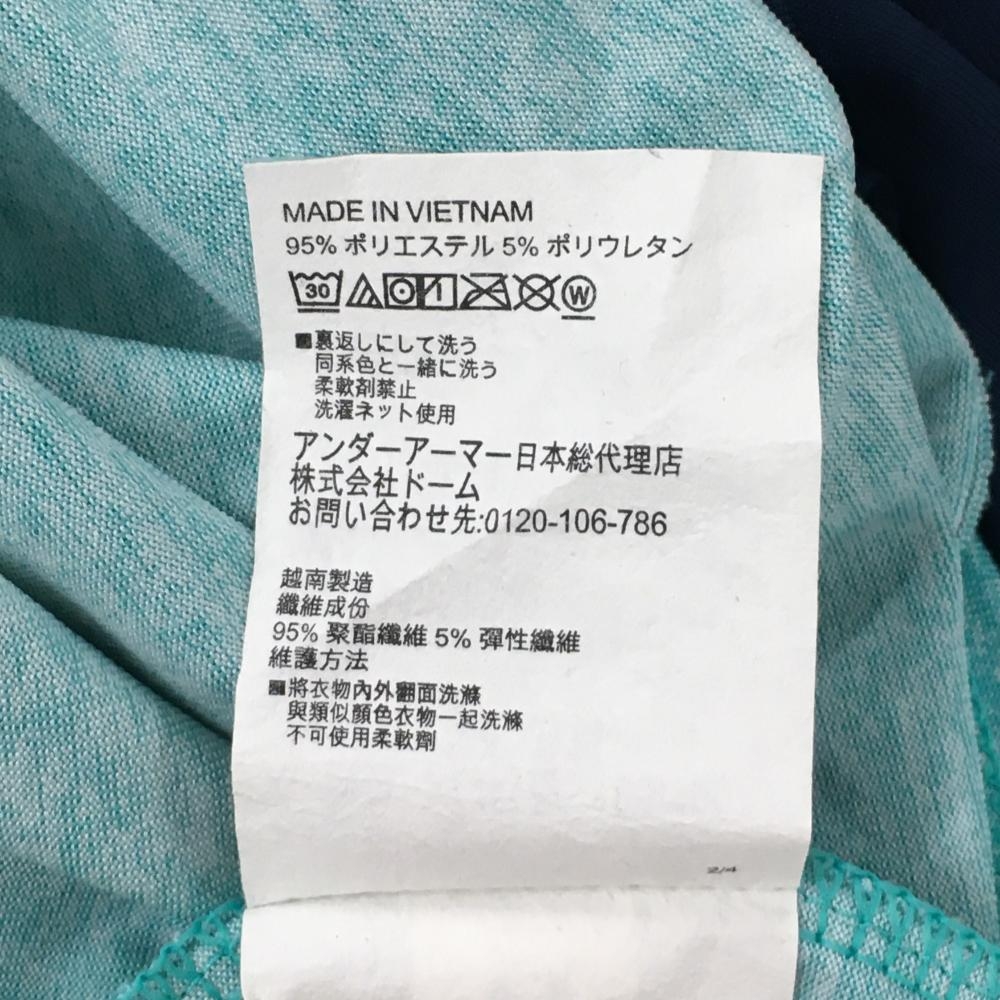 MADE IN VIETNAM
95% ポリエステル 5% ポリウレタン
30 W
■裏返しにして洗う
同系色と一緒に洗う
柔軟剤禁止
洗濯ネット使用
アンダーアーマー日本総代理店
株式会社ドーム
お問い合わせ先:0120-106-786
越南製造
纖維成份
95% 聚酯纖維 5% 彈性纖維
維護方法
■將衣物內外翻面洗滌
與類似顏色衣物一起洗滌
不可使用柔軟劑
2/4